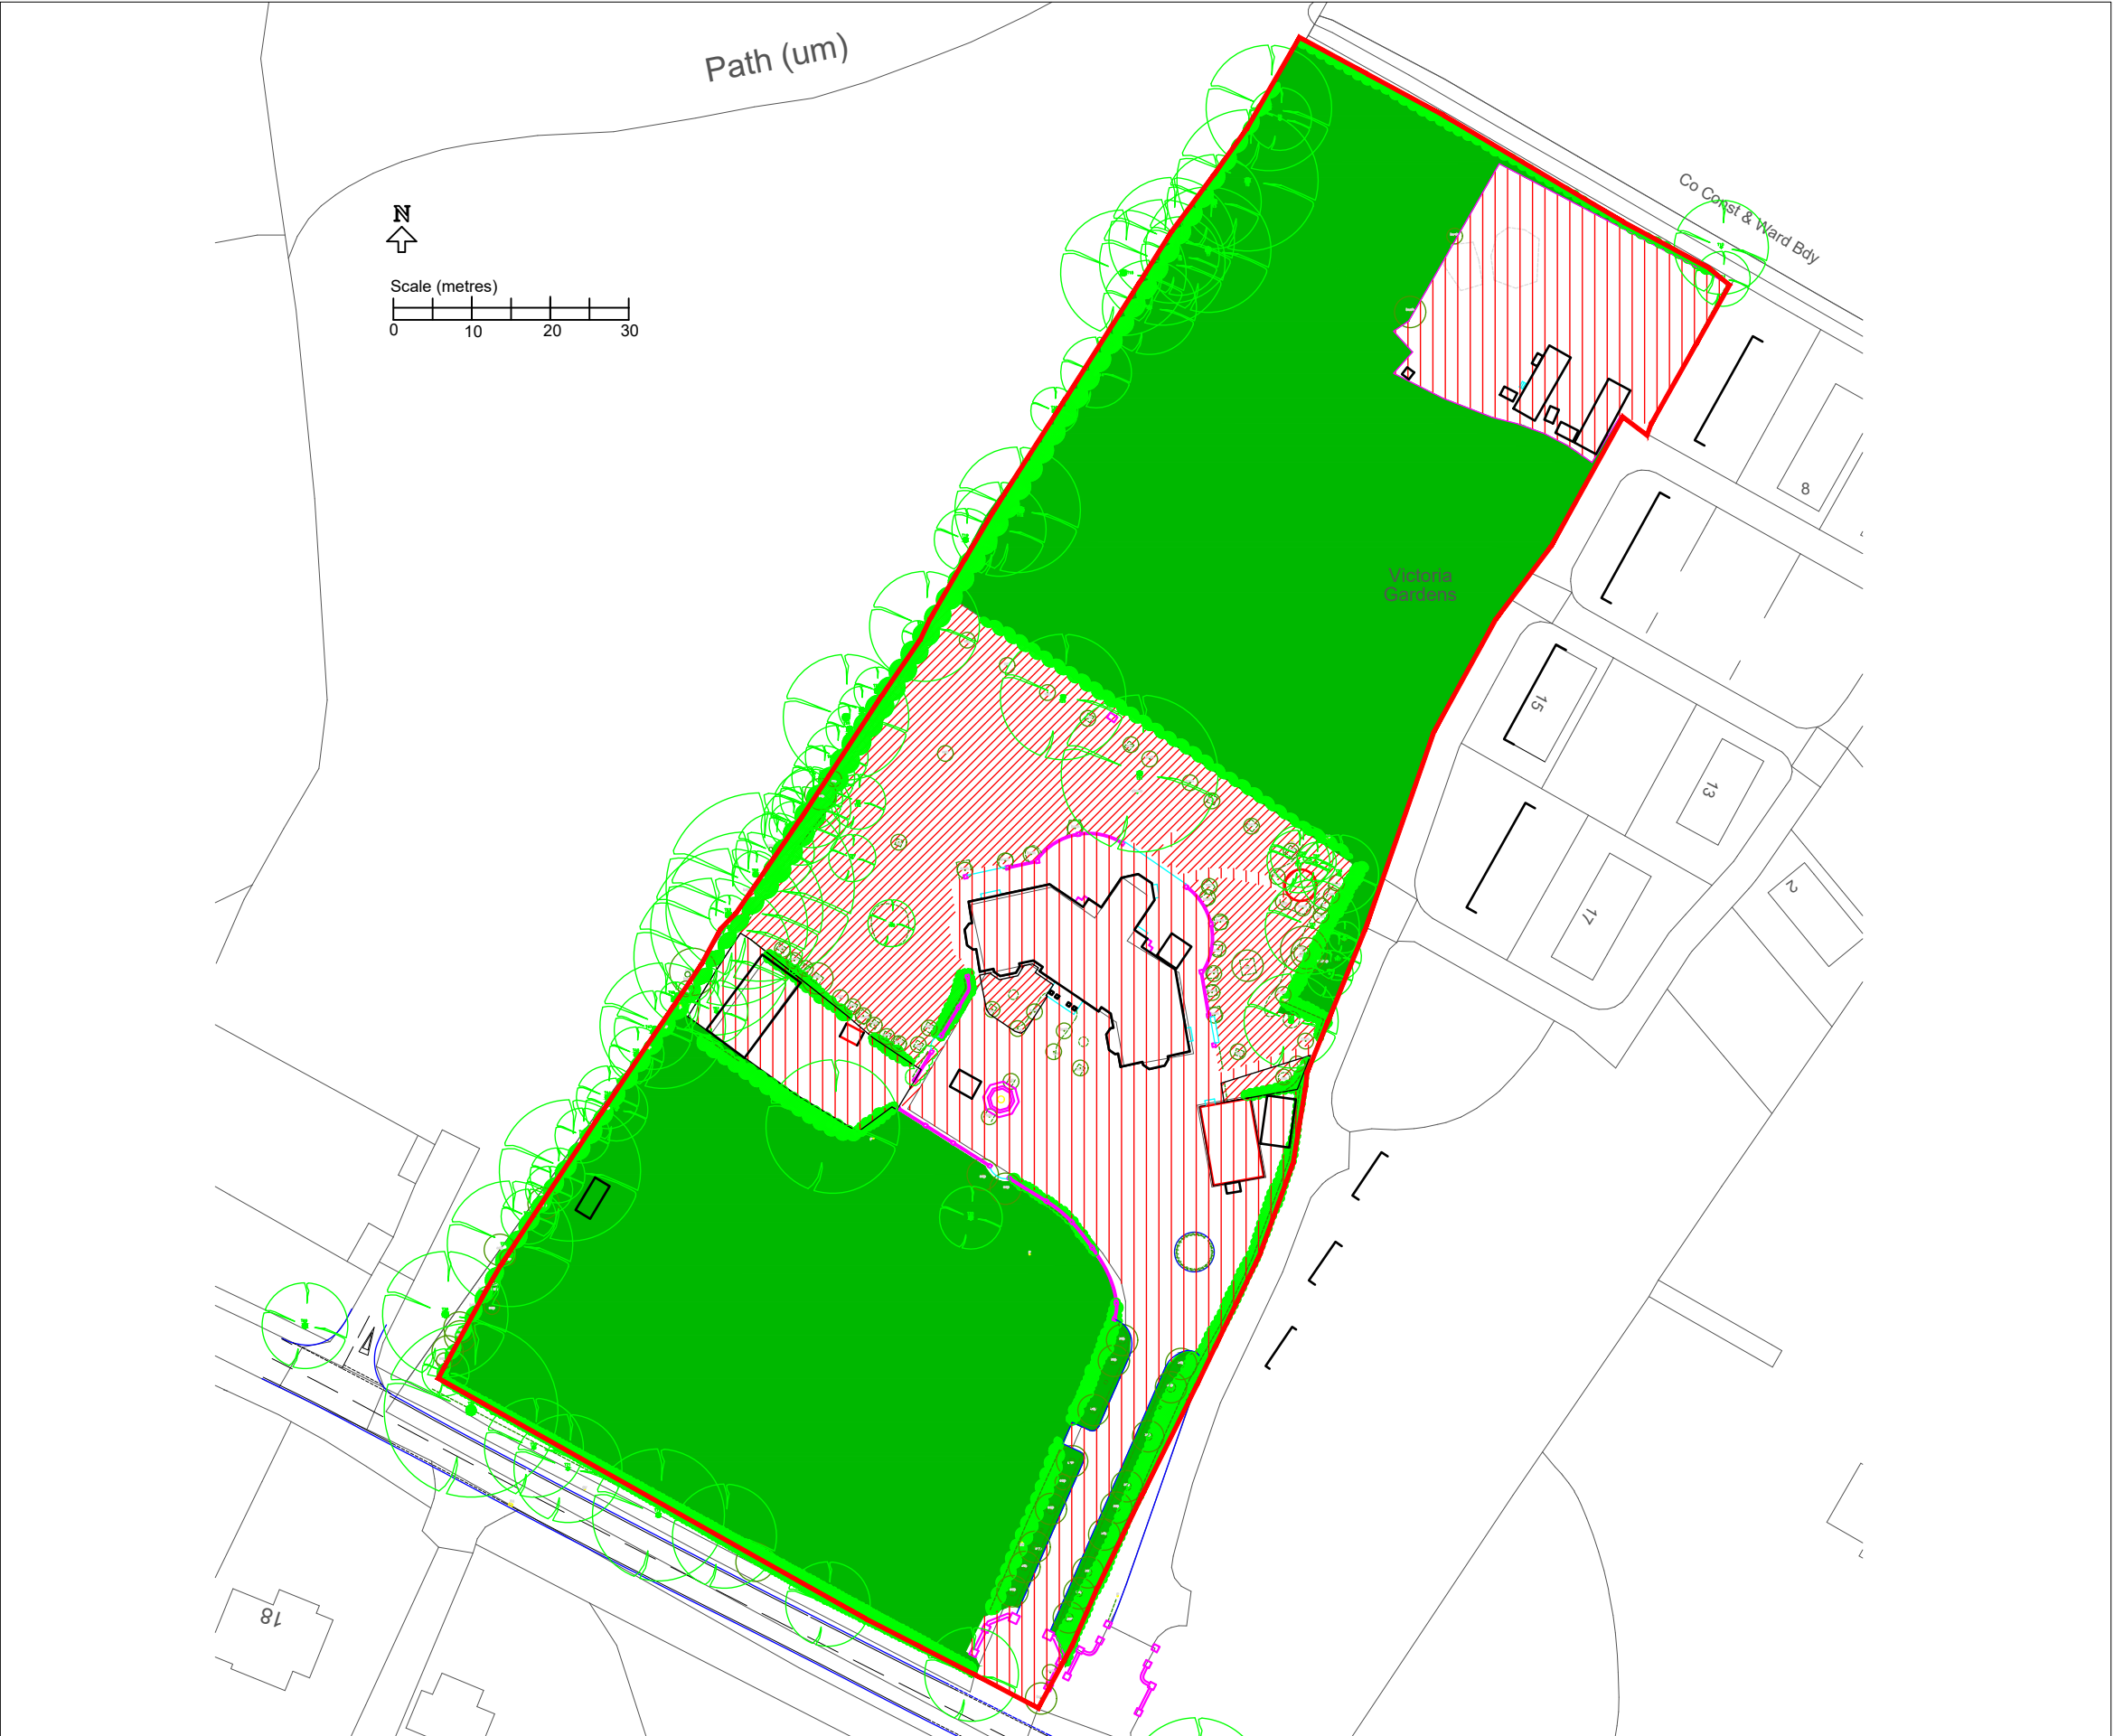 Path (um)
Co Const & Ward Bdy
N
Scale (metres)
0 10 20 30
8
Victoria
Gardens
15
13
2
17
18